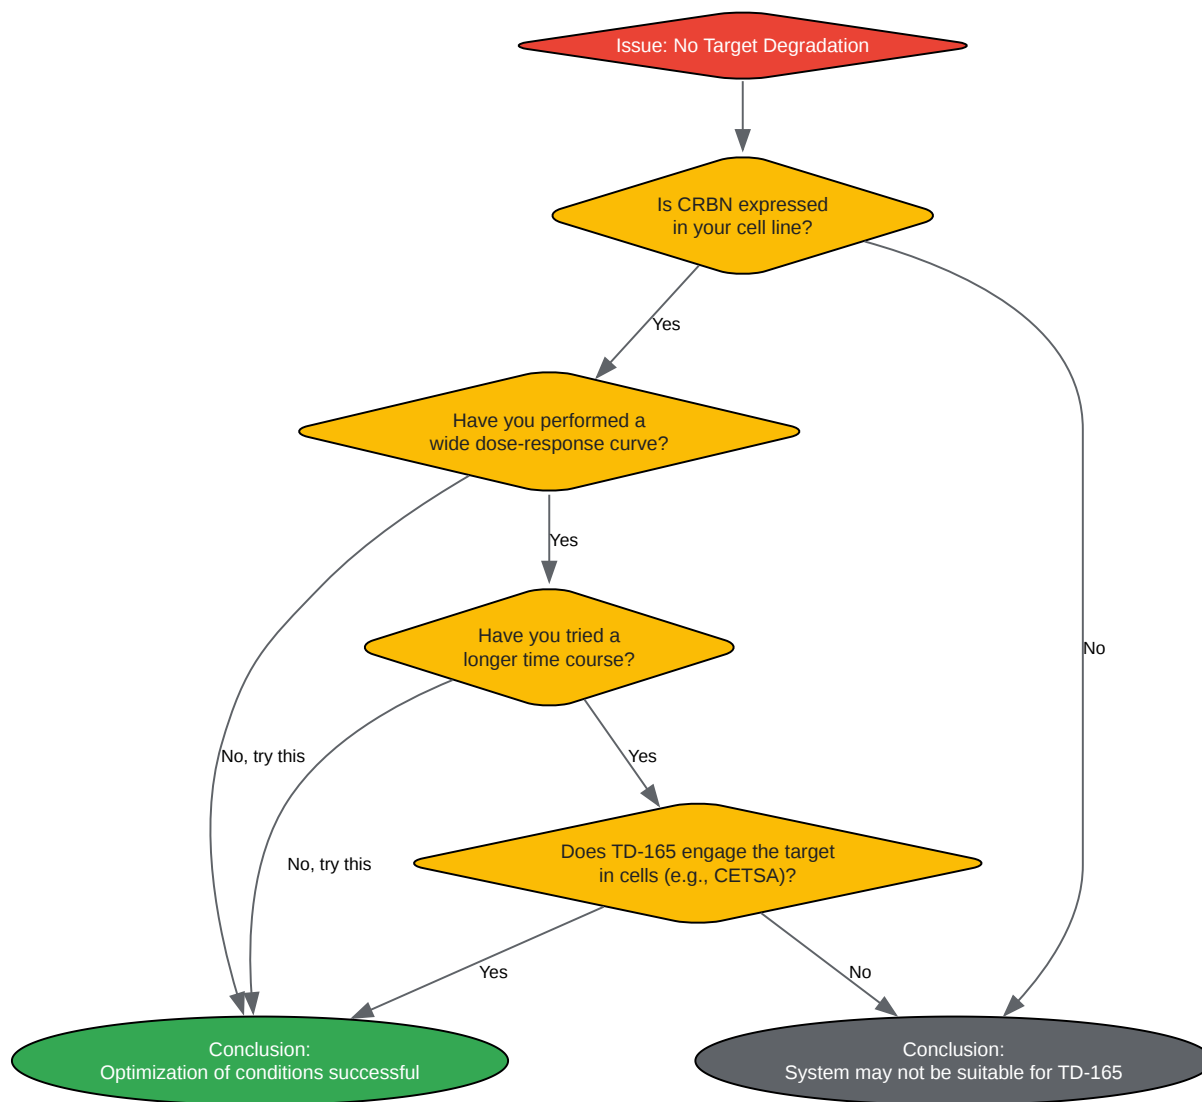 Issue: No Target Degradation
Is CRBN expressed
in your cell line?
Yes
Have you performed a
wide dose-response curve?
Yes
Have you tried a
longer time course?
No
No, try this
Yes
Does TD-165 engage the target
in cells (e.g., CETSA)?
No, try this
Yes
No
Conclusion:
Optimization of conditions successful
Conclusion:
System may not be suitable for TD-165